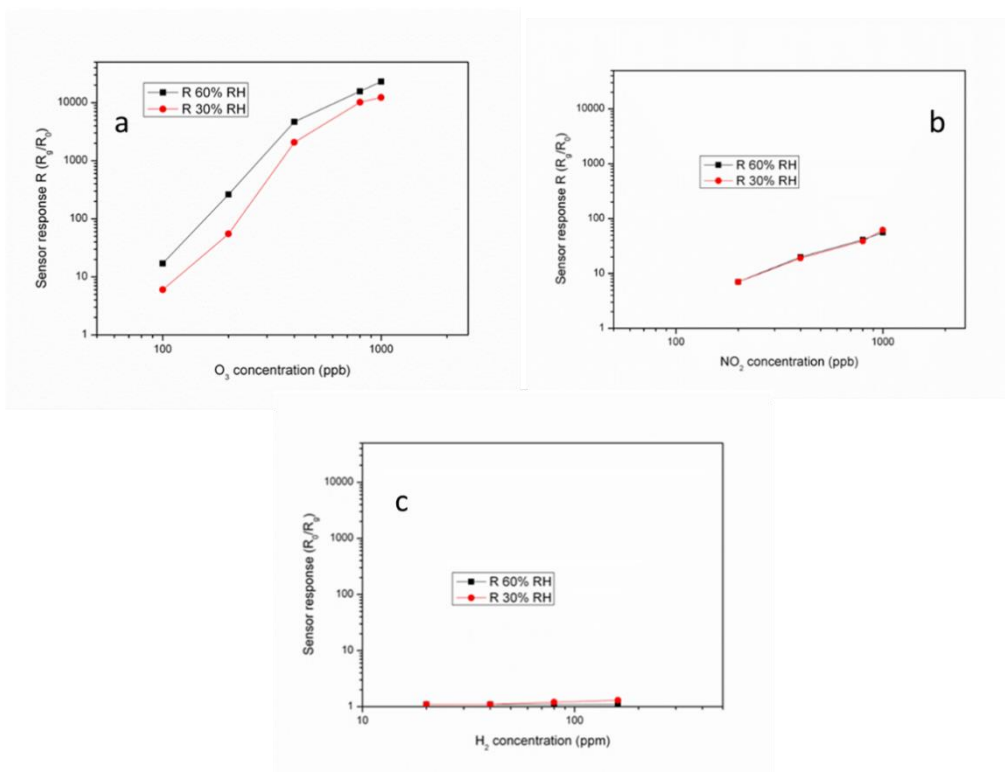 a
R 60% RH
R 30% RH
Sensor response R (Rg/R0)
10000
1000
100
10
1
100
1000
O3 concentration (ppb)
b
R 60% RH
R 30% RH
Sensor response R (Rg/R0)
10000
1000
100
10
1
100
1000
NO2 concentration (ppb)
c
R 60% RH
R 30% RH
Sensor response (R0/Rg)
10000
1000
100
10
1
10
100
H2 concentration (ppm)